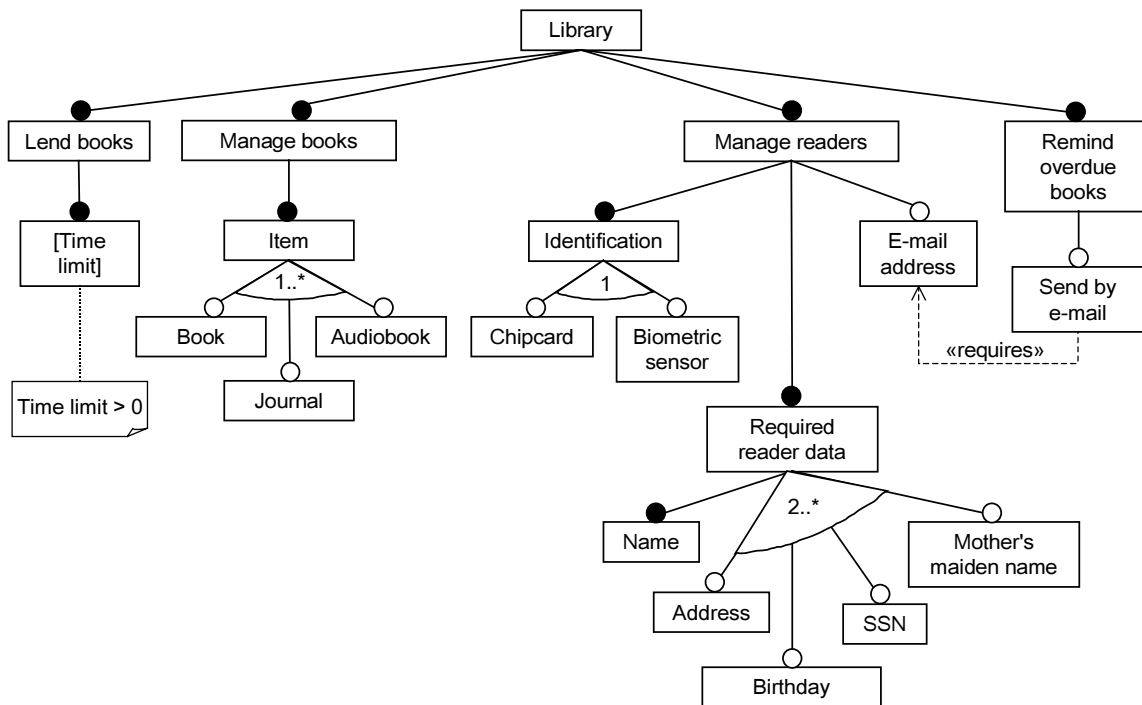 Library
Lend books
Manage books
Manage readers
Remind
overdue
books
[Time
limit]
Item
Identification
E-mail
address
1..*
1
Send by
e-mail
Book
Audiobook
Chipcard
Biometric
sensor
«requires»
Journal
Time limit > 0
Required
reader data
2..*
Name
Mother's
maiden name
Address
SSN
Birthday